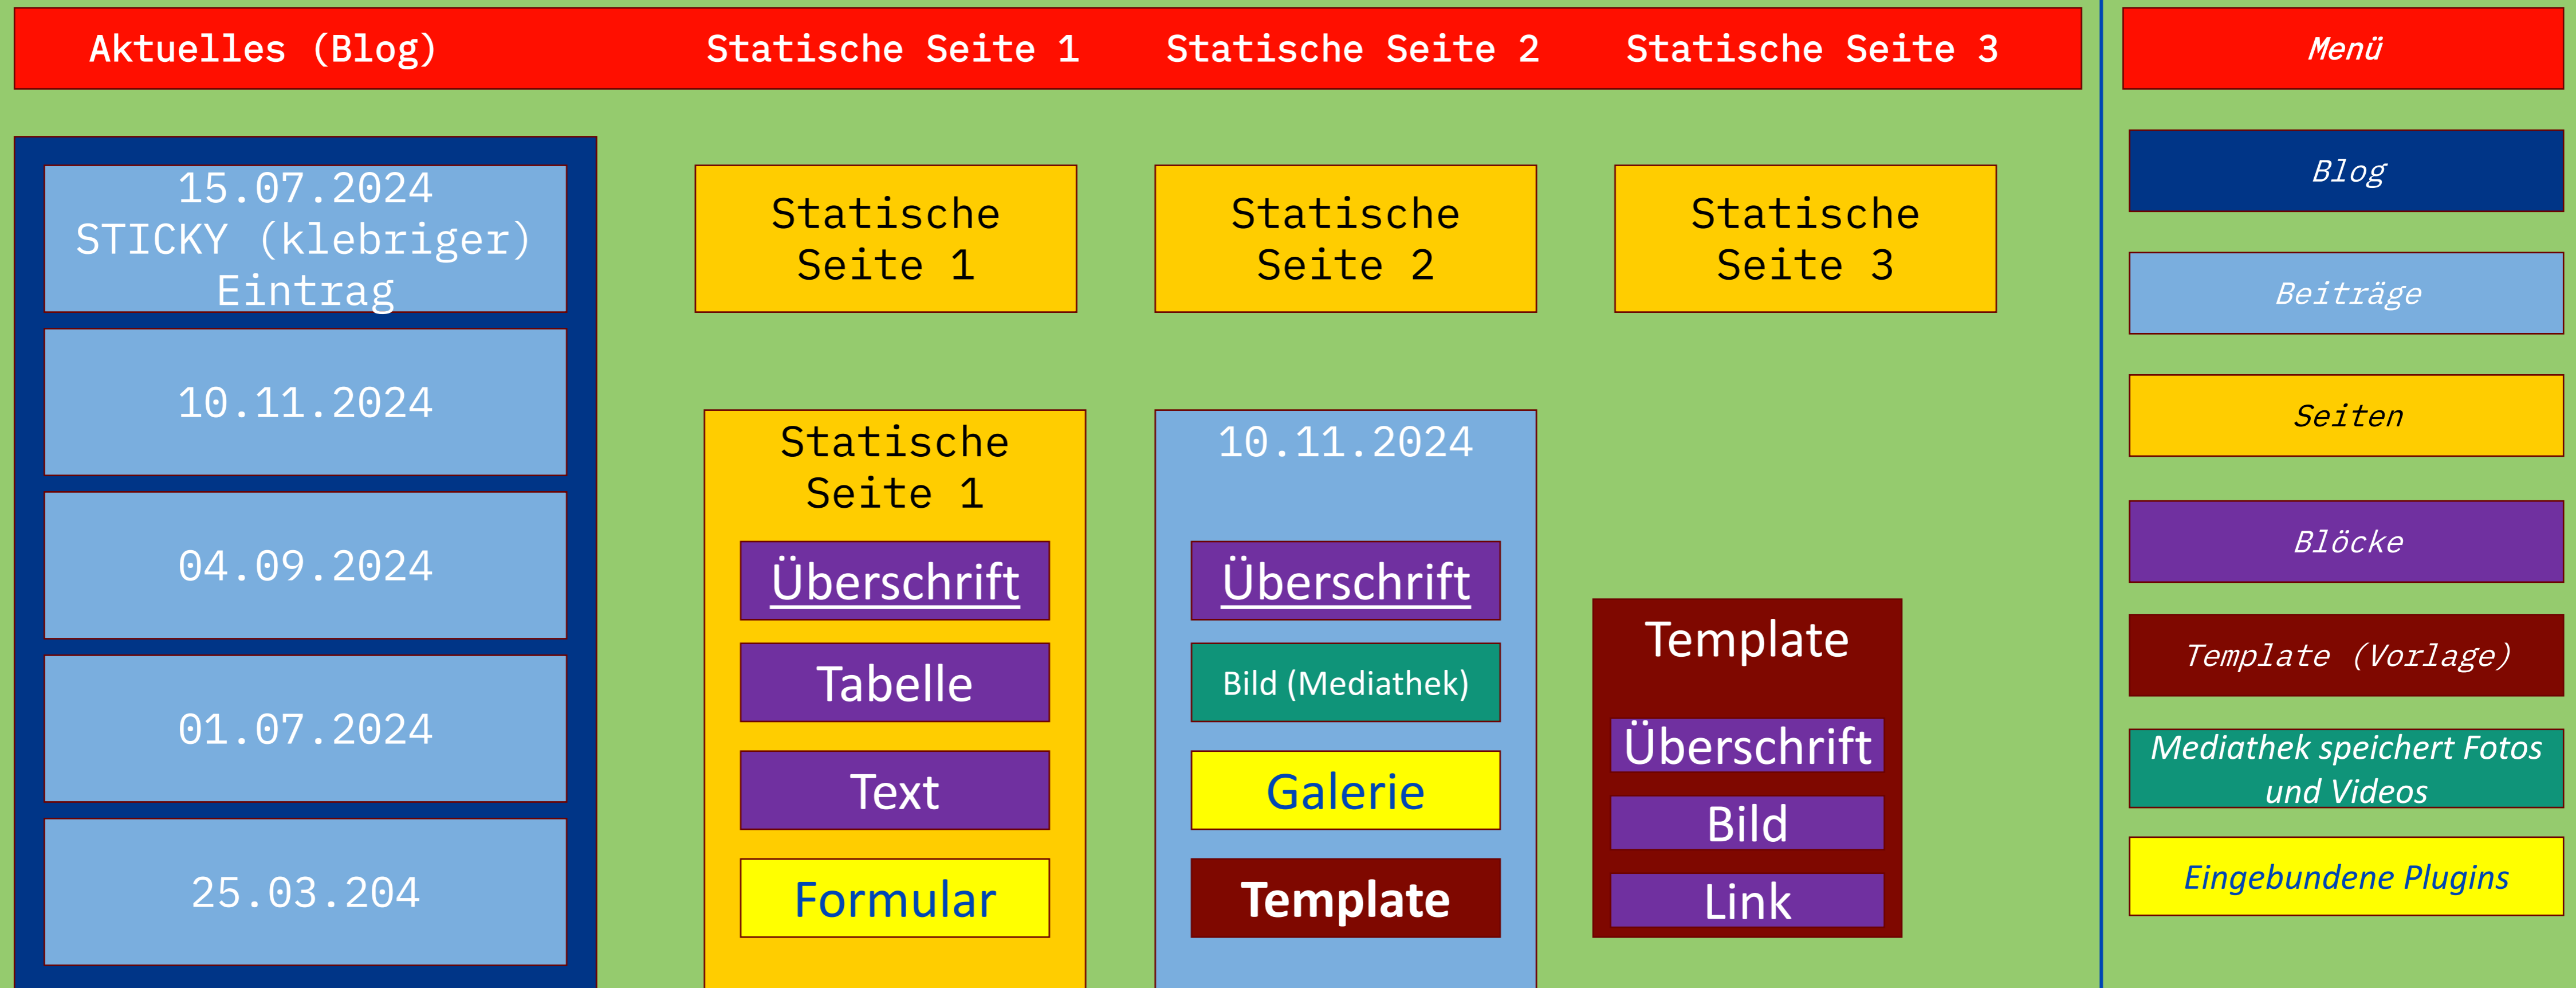 Aktuelles (Blog)
Statische Seite 1
Statische Seite 2
Statische Seite 3
15.07.2024
STICKY (klebriger)
Eintrag
10.11.2024
04.09.2024
01.07.2024
25.03.204
Statische
Seite 1
Statische
Seite 2
Statische
Seite 3
Statische
Seite 1
Überschrift
Tabelle
Text
Formular
10.11.2024
Überschrift
Bild (Mediathek)
Galerie
Template
Template
Überschrift
Bild
Link
Menü
Blog
Beiträge
Seiten
Blöcke
Template (Vorlage)
Mediathek speichert Fotos
und Videos
Eingebundene Plugins